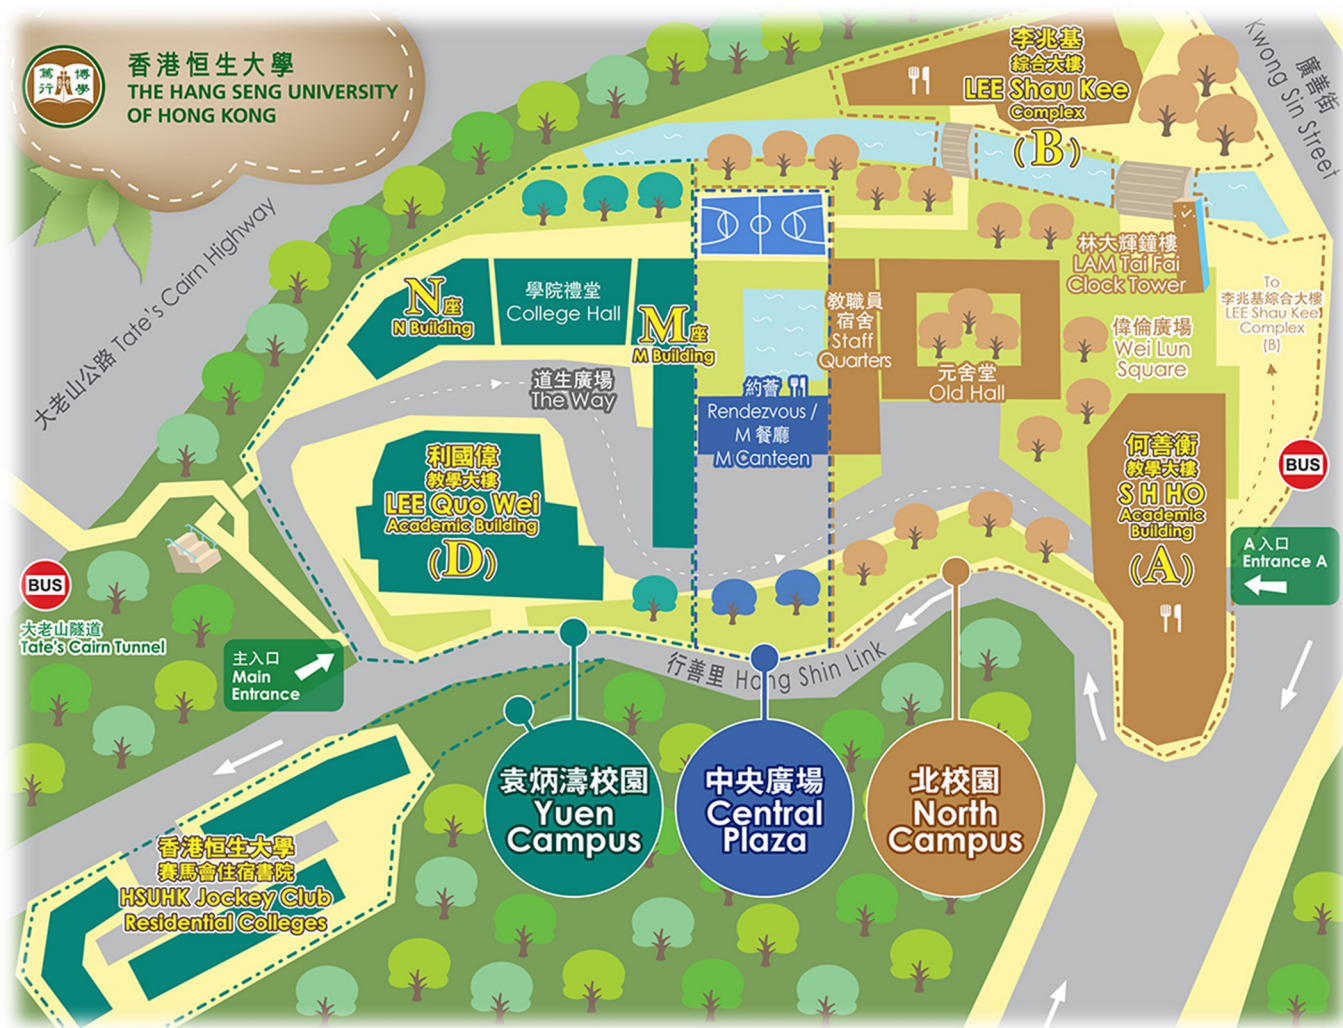 香港恒生大學
THE HANG SENG UNIVERSITY
OF HONG KONG
篤 博
行 學
李兆基
綜合大樓
LEE Shau Kee
Complex
(B)
廣善街
Kwong Sin Street
大老山公路 Tate's Cairn Highway
N座
N Building
學院禮堂
College Hall
M座
M Building
教職員
宿舍
Staff
Quarters
林大輝鐘樓
LAM Tai Fai
Clock Tower
To
李兆基綜合大樓
LEE Shau Kee
Complex
(B)
偉倫廣場
Wei Lun
Square
元舍堂
Old Hall
道生廣場
The Way
約薈
Rendezvous /
M 餐廳
M Canteen
利國偉
教學大樓
LEE Quo Wei
Academic Building
(D)
何善衡
教學大樓
S H HO
Academic
Building
(A)
BUS
A 入口
Entrance A
BUS
大老山隧道
Tate's Cairn Tunnel
主入口
Main
Entrance
行善里 Hang Shin Link
袁炳濤校園
Yuen
Campus
中央廣場
Central
Plaza
北校園
North
Campus
香港恒生大學
賽馬會住宿書院
HSUHK Jockey Club
Residential Colleges